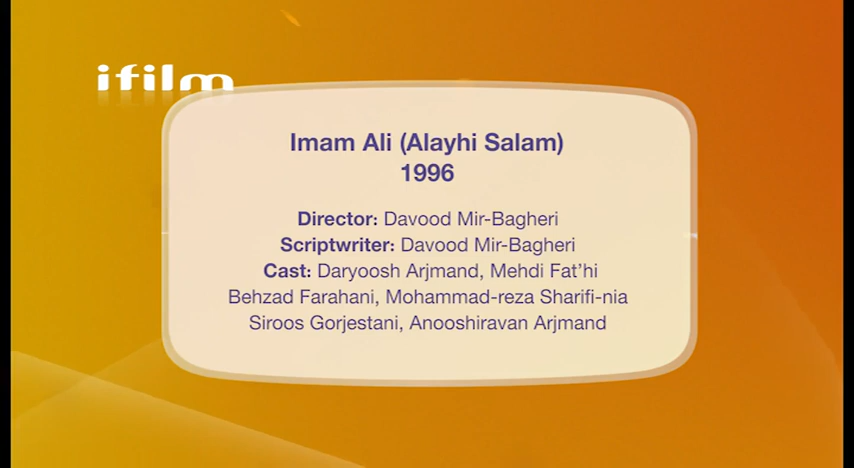 ifilm
Imam Ali (Alayhi Salam)
1996
Director: Davood Mir-Bagheri
Scriptwriter: Davood Mir-Bagheri
Cast: Daryoosh Arjmand, Mehdi Fat’hi
Behzad Farahani, Mohammad-reza Sharifi-nia
Siroos Gorjestani, Anooshiravan Arjmand